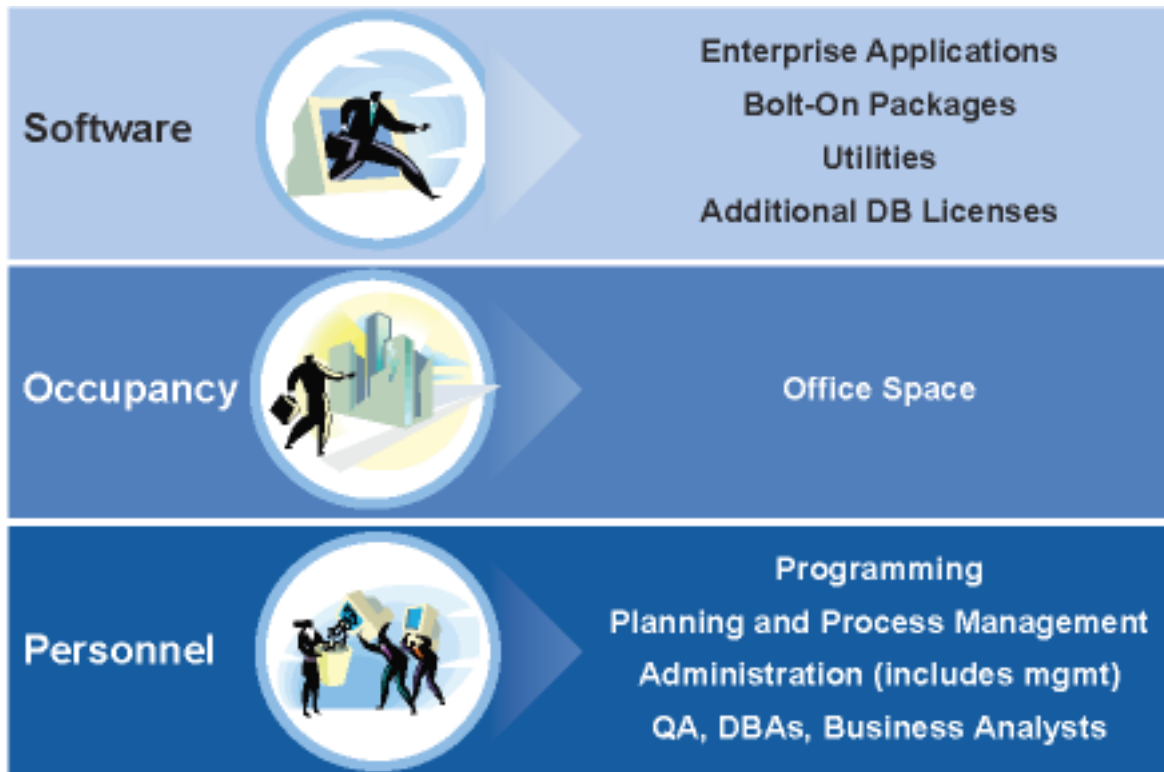 Software
Enterprise Applications
Bolt-On Packages
Utilities
Additional DB Licenses
Occupancy
Office Space
Personnel
Programming
Planning and Process Management
Administration (includes mgmt)
QA, DBAs, Business Analysts